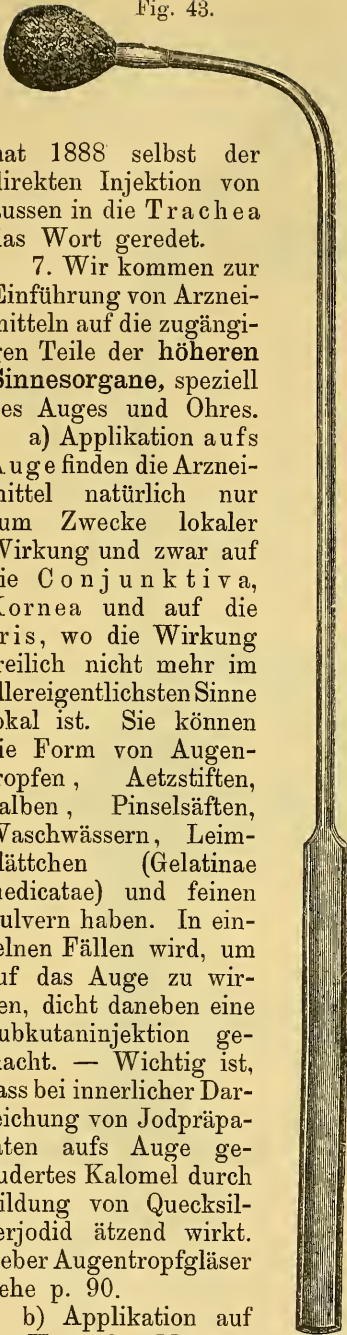 Fig. 43.
hat 1888 selbst der
direkten Injektion von
ussen in die Trachea
das Wort geredet.
7. Wir kommen zur
Einführung von Arznei-
mitteln auf die zugängi-
gen Teile der höheren
Sinnesorgane, speziell
des Auges und Ohres.
a) Applikation aufs
Auge finden die Arznei-
mittel natürlich nur
zum Zwecke lokaler
Wirkung und zwar auf
die Conjunktiva,
Kornea und auf die
Iris, wo die Wirkung
freilich nicht mehr im
allereigentlichsten Sinne
lokal ist. Sie können
die Form von Augen-
tropfen, Aetzstiften,
alben, Pinselsäften,
Waschwässern, Leim-
blättchen (Gelatinae
medicatae) und feinen
ulvern haben. In ein-
zelnen Fällen wird, um
auf das Auge zu wir-
ken, dicht daneben eine
ubkutaninjektion ge-
macht. — Wichtig ist,
dass bei innerlicher Dar-
reichung von Jodpräpa-
raten aufs Auge ge-
pudertes Kalomel durch
Bildung von Quecksil-
berjodid ätzend wirkt.
Ueber Augentropfgläser
siehe p. 90.
b) Applikation auf